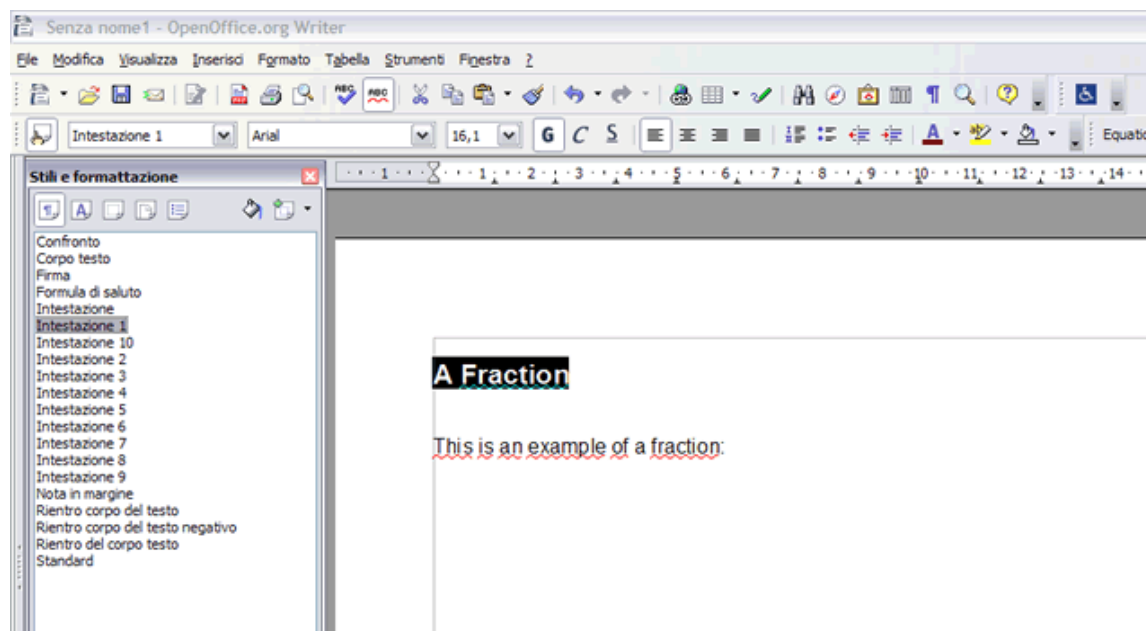 Senza nome1 - OpenOffice.org Writer
File Modifica Visualizza Inserisci Formato Tabella Strumenti Finestra ?
ABC ABC
Intestazione 1 Arial 16,1 G C S A Equatio
Stili e formattazione
1 1 2 3 4 5 6 7 8 9 10 11 12 13 14
Confronto
Corpo testo
Firma
Formula di saluto
Intestazione
Intestazione 1
Intestazione 10
Intestazione 2
Intestazione 3
Intestazione 4
Intestazione 5
Intestazione 6
Intestazione 7
Intestazione 8
Intestazione 9
Nota in margine
Rientro corpo del testo
Rientro corpo del testo negativo
Rientro del corpo testo
Standard
A Fraction
This is an example of a fraction: